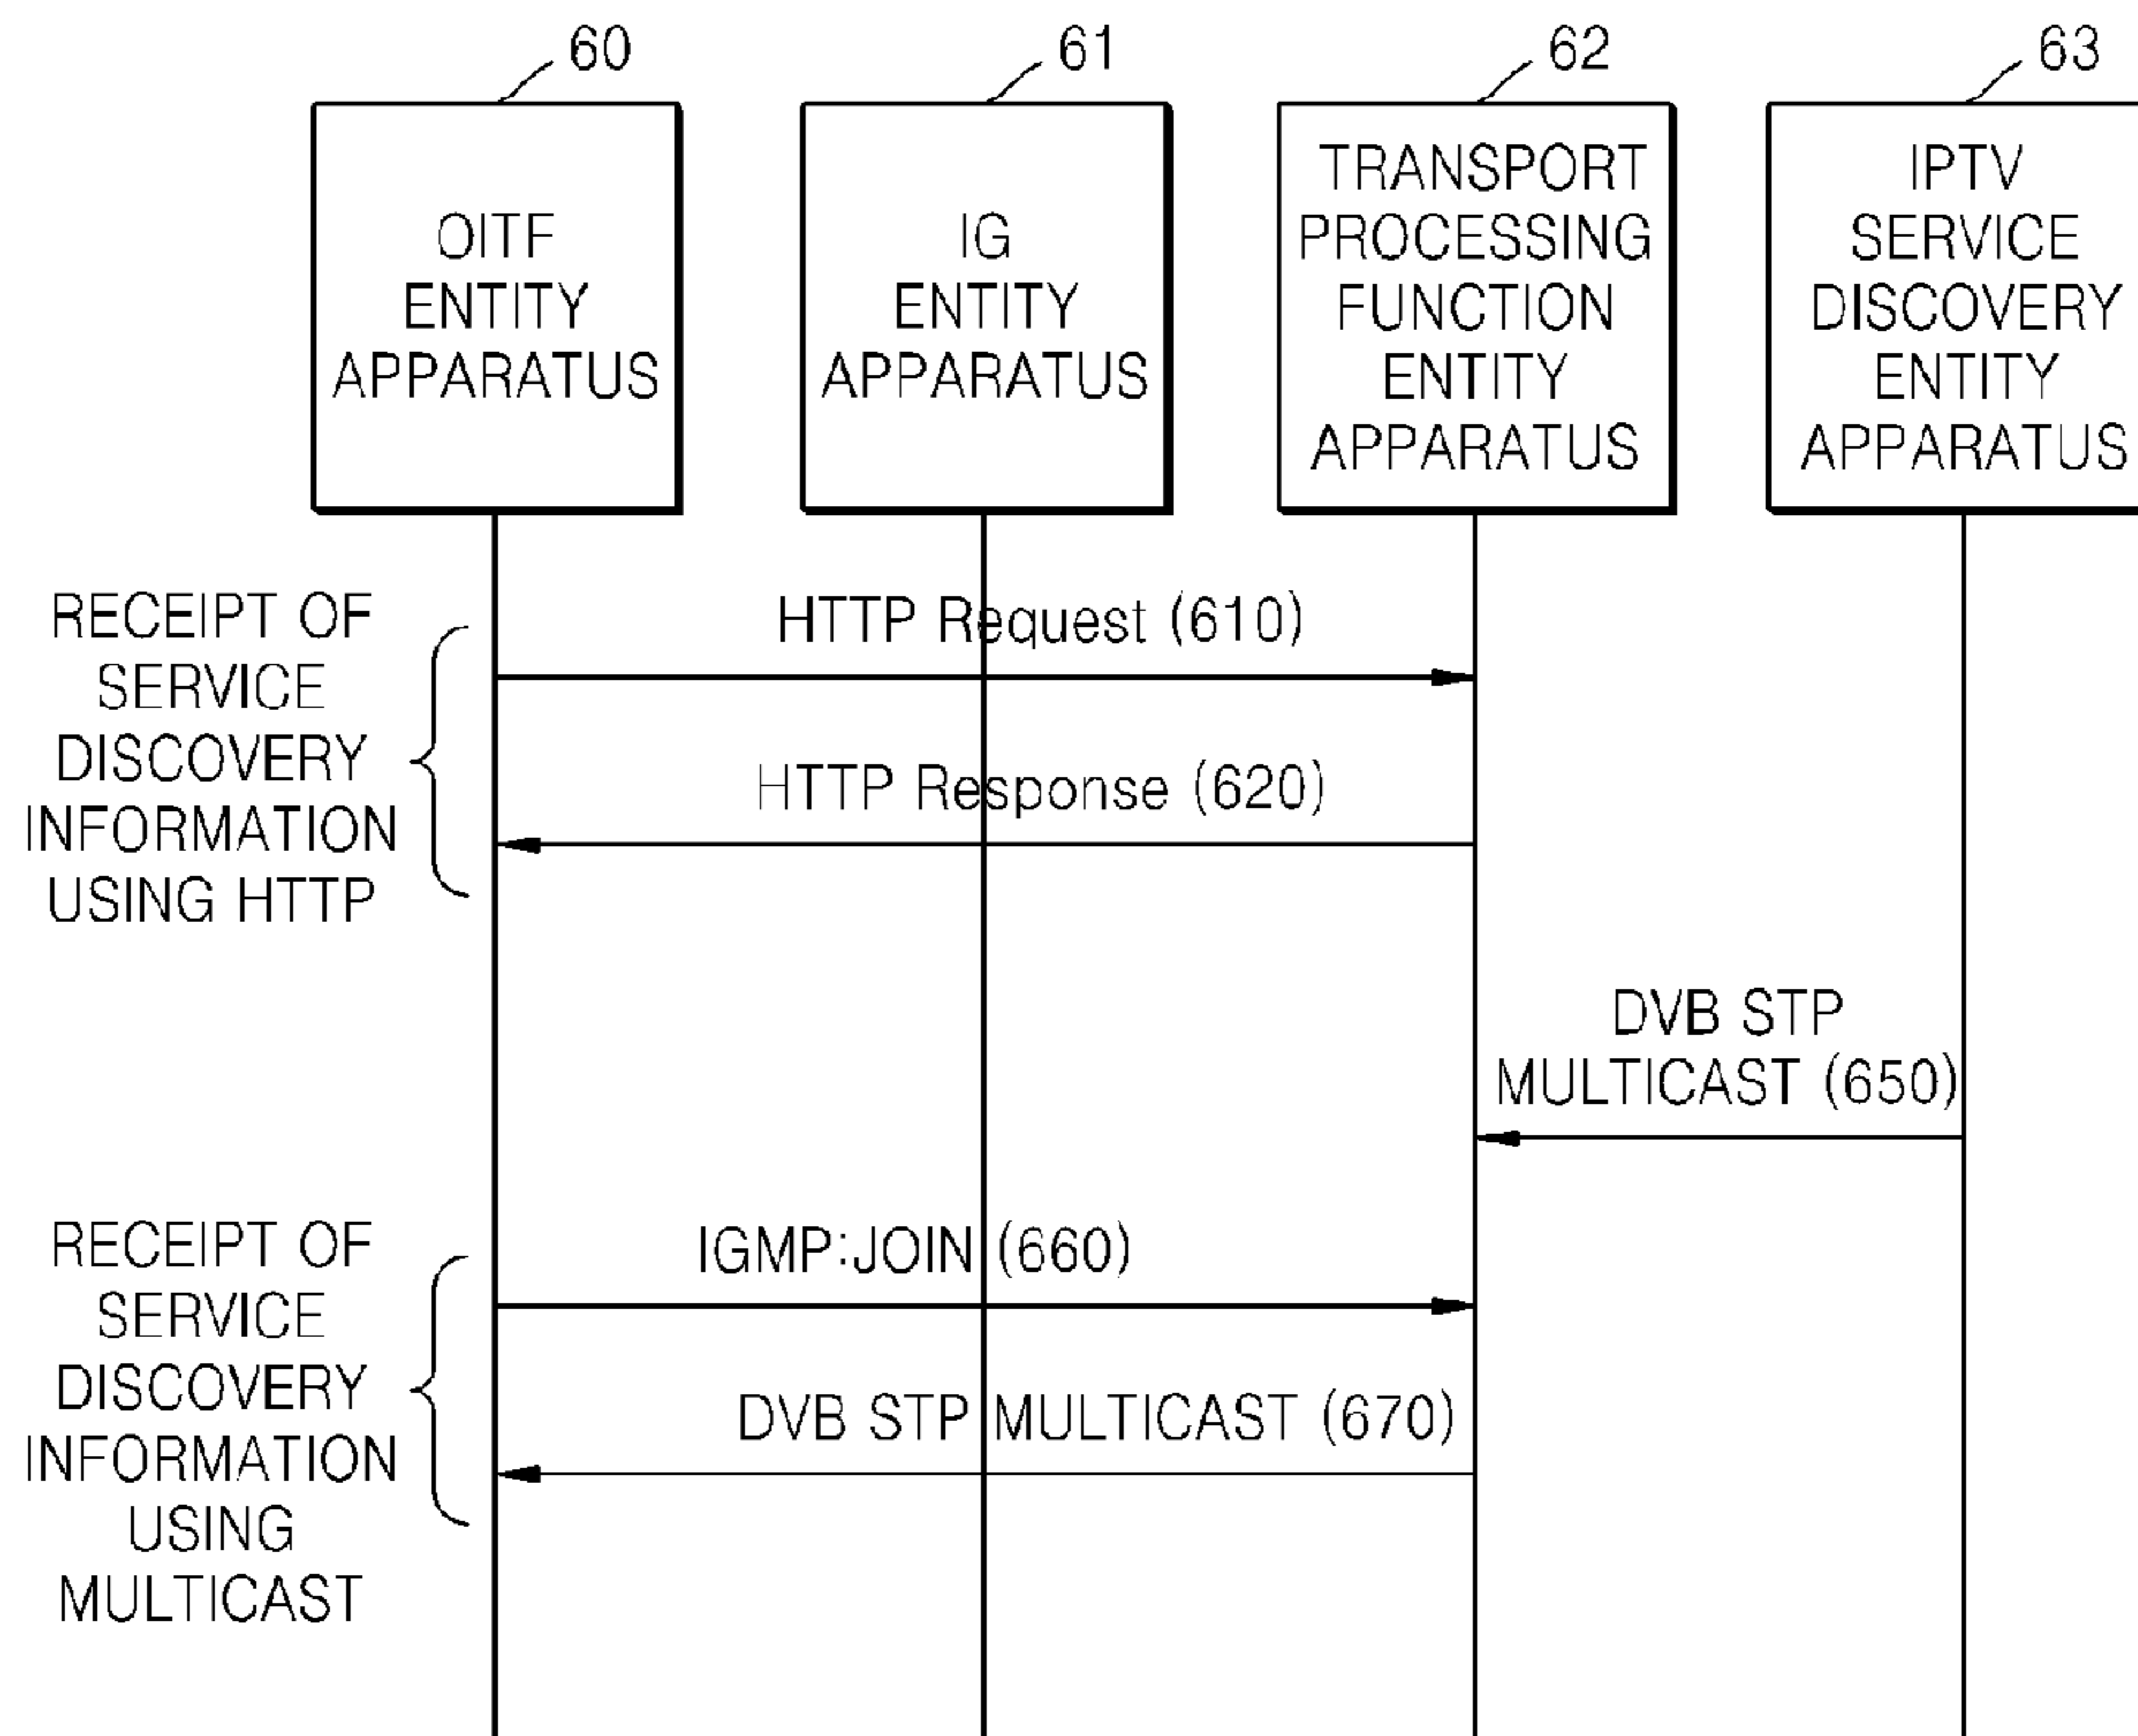 60
61
62
63
OITF
ENTITY
APPARATUS
IG
ENTITY
APPARATUS
TRANSPORT
PROCESSING
FUNCTION
ENTITY
APPARATUS
IPTV
SERVICE
DISCOVERY
ENTITY
APPARATUS
RECEIPT OF
SERVICE
DISCOVERY
INFORMATION
USING HTTP
HTTP Request (610)
HTTP Response (620)
DVB STP
MULTICAST (650)
RECEIPT OF
SERVICE
DISCOVERY
INFORMATION
USING
MULTICAST
IGMP:JOIN (660)
DVB STP MULTICAST (670)